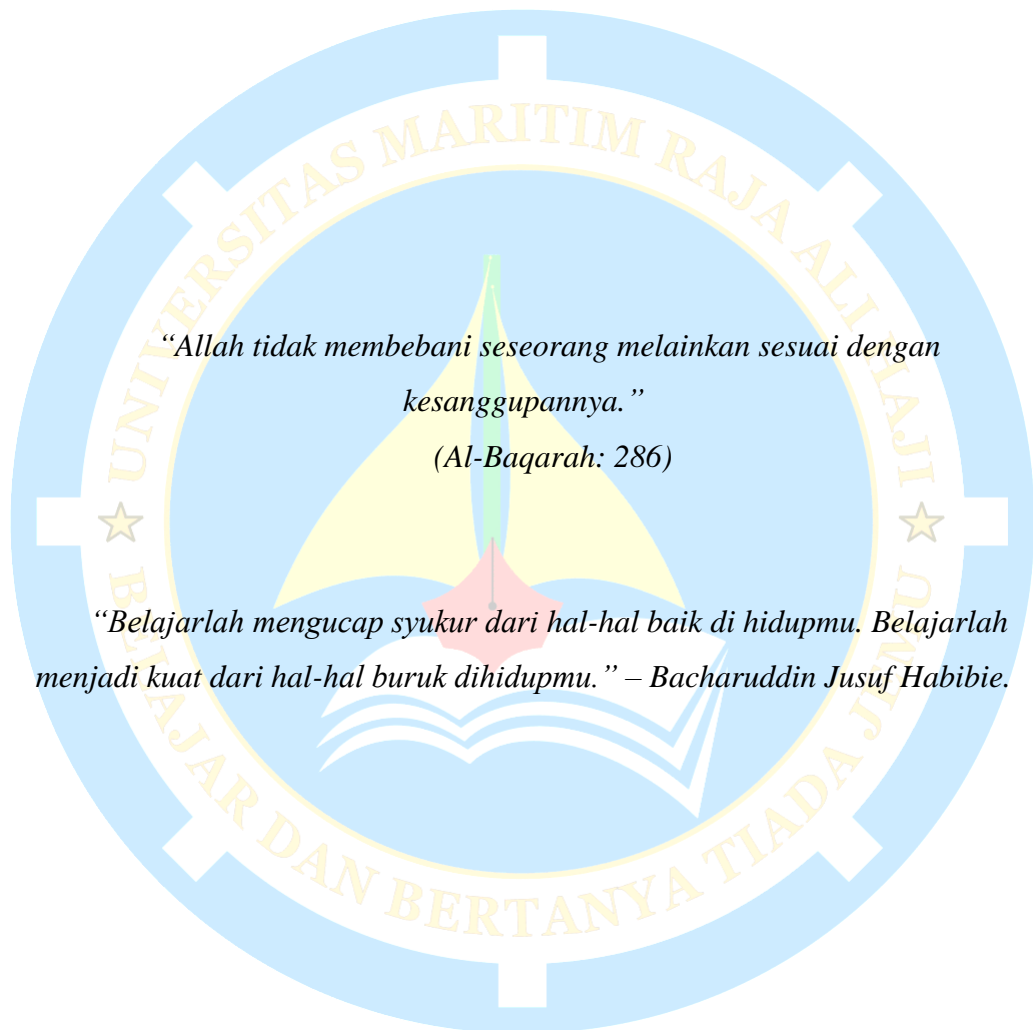 UNIVERSITAS MARITIM RAJA ALI HAJI
“Allah tidak membebani seseorang melainkan sesuai dengan
kesanggupannya.”
(Al-Baqarah: 286)
“Belajarlah mengucap syukur dari hal-hal baik di hidupmu. Belajarlah
menjadi kuat dari hal-hal buruk dihidupmu.” – Bacharuddin Jusuf Habibie.
BELAJAR DAN BERTANYA TIADA JEMU